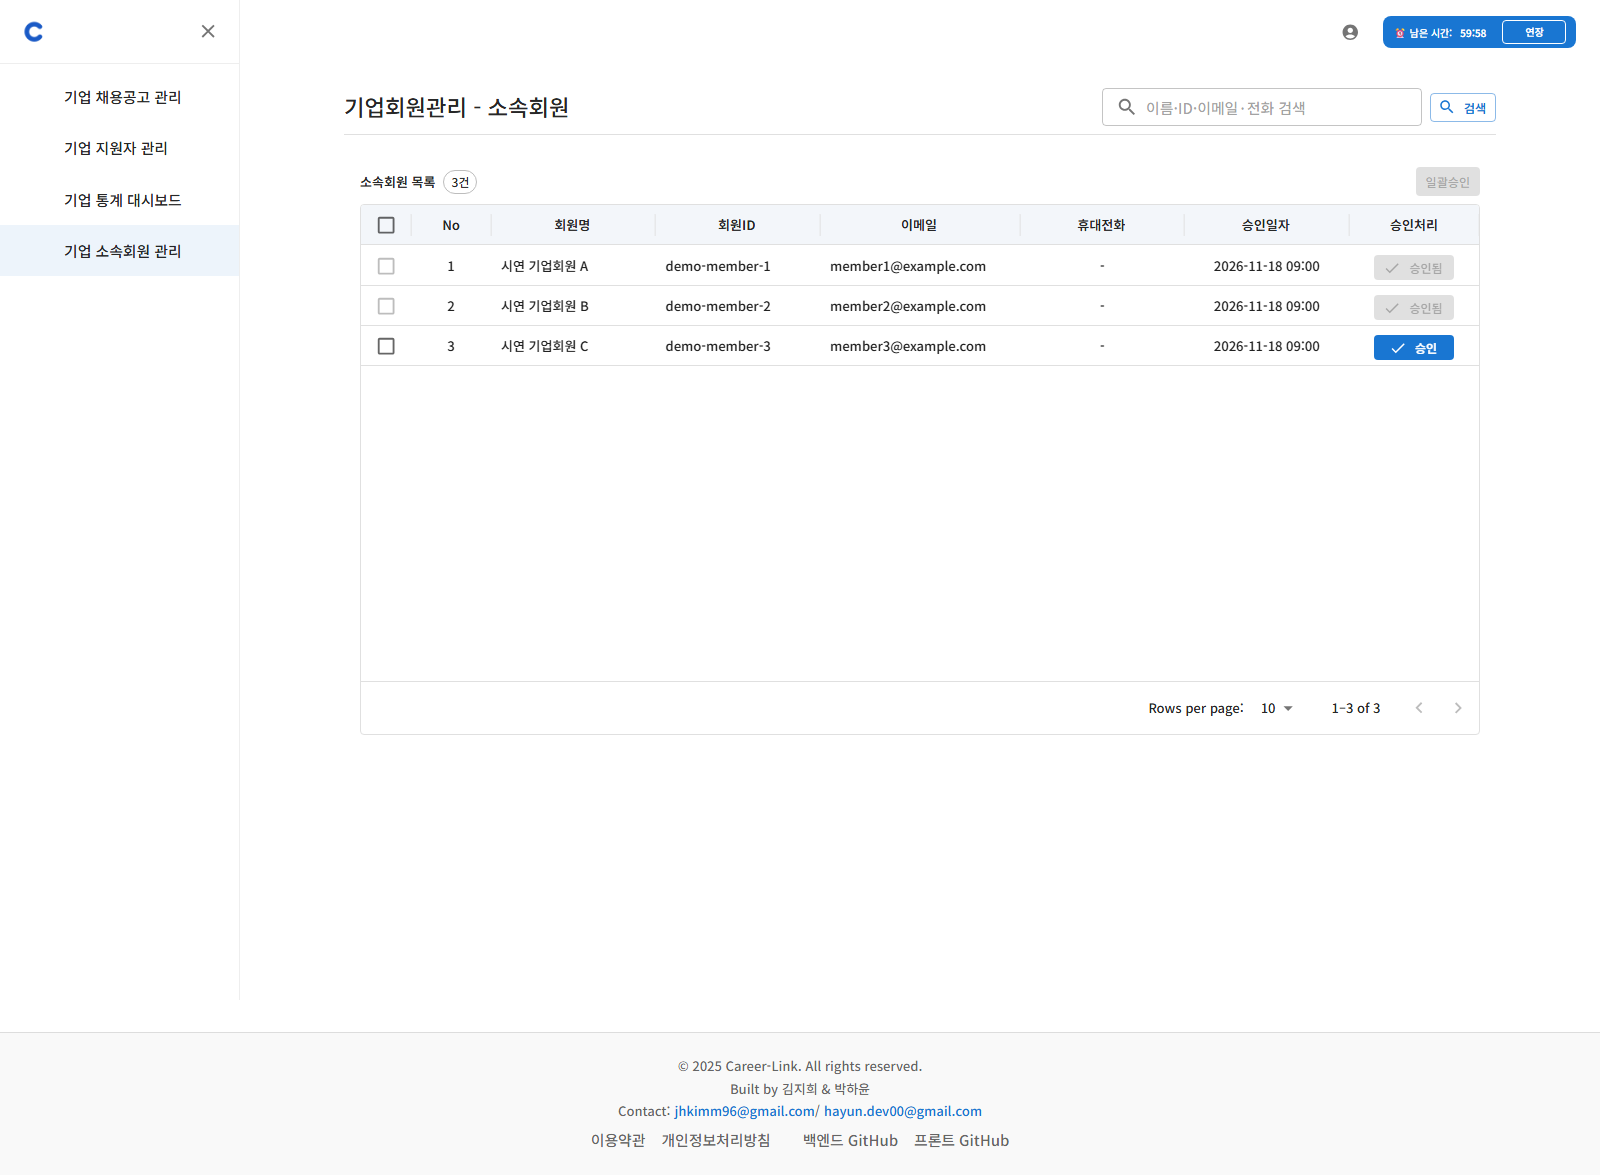 C
남은 시간: 59:58 연장
기업 채용공고 관리
기업 지원자 관리
기업 통계 대시보드
기업 소속회원 관리
기업회원관리 - 소속회원
이름·ID·이메일·전화 검색
검색
소속회원 목록 3건
일괄승인
No 회원명 회원ID 이메일 휴대전화 승인일자 승인처리
1 시연 기업회원 A demo-member-1 member1@example.com - 2026-11-18 09:00 승인됨
2 시연 기업회원 B demo-member-2 member2@example.com - 2026-11-18 09:00 승인됨
3 시연 기업회원 C demo-member-3 member3@example.com - 2026-11-18 09:00 승인
Rows per page: 10 1–3 of 3
© 2025 Career-Link. All rights reserved.
Built by 김지희 & 박하윤
Contact: jhkimm96@gmail.com/ hayun.dev00@gmail.com
이용약관 개인정보처리방침 백엔드 GitHub 프론트 GitHub